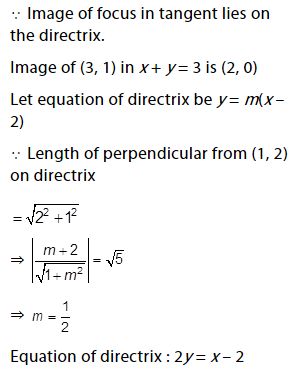 ∵ Image of focus in tangent lies on
the directrix.
Image of (3, 1) in x + y = 3 is (2, 0)
Let equation of directrix be y = m(x –
2)
∵ Length of perpendicular from (1, 2)
on directrix
= √(2² + 1²)
⇒ |(m + 2)/√(1 + m²)| = √5
⇒ m = 1/2
Equation of directrix : 2y = x – 2